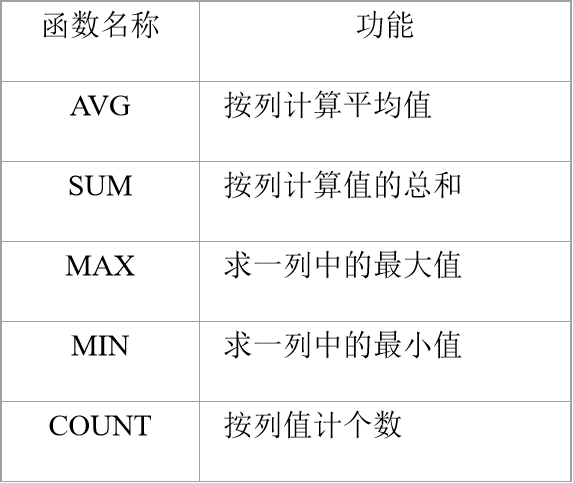 函数名称 功能
AVG 按列计算平均值
SUM 按列计算值的总和
MAX 求一列中的最大值
MIN 求一列中的最小值
COUNT 按列值计个数